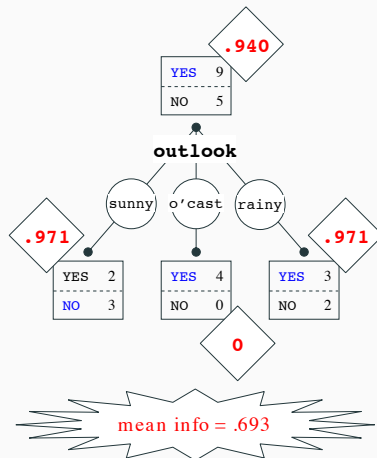 .940
YES 9
NO 5
outlook
sunny o'cast rainy
.971 .971
YES 2 YES 4 YES 3
NO 3 NO 0 NO 2
0
mean info = .693